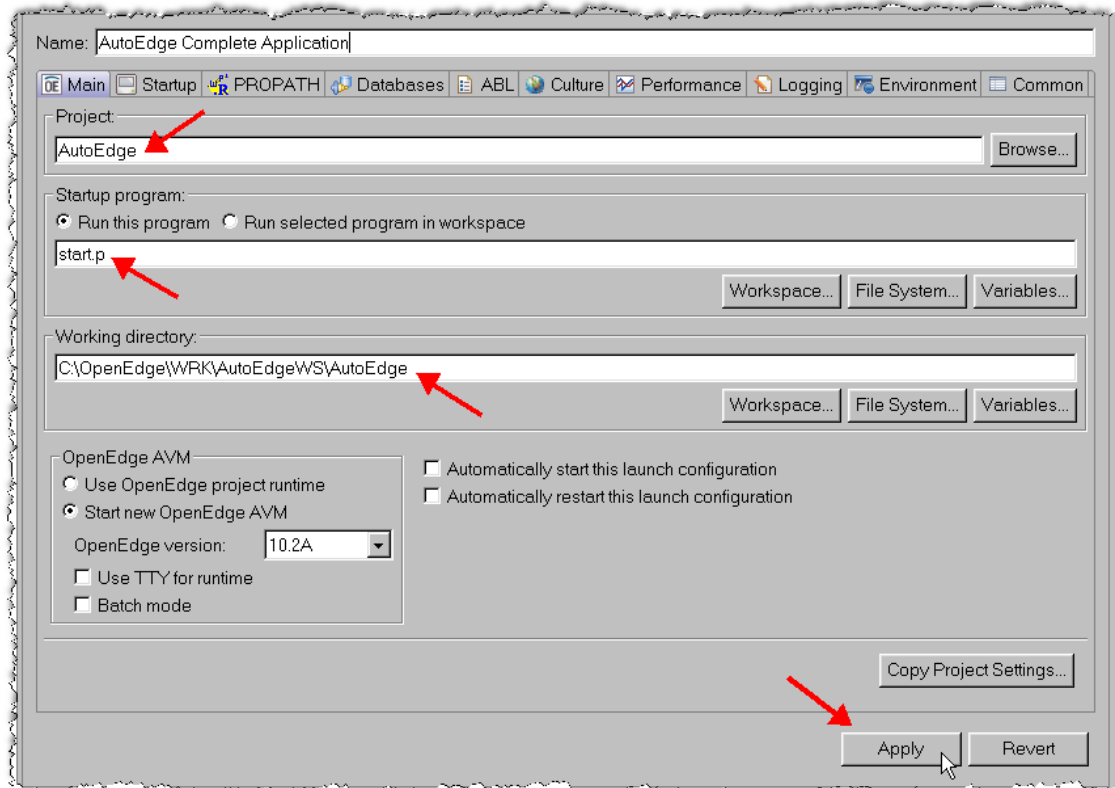 Name: AutoEdge Complete Application
Main Startup PROPATH Databases ABL Culture Performance Logging Environment Common
Project:
AutoEdge Browse...
Startup program:
Run this program Run selected program in workspace
start.p
Workspace... File System... Variables...
Working directory:
C:\OpenEdge\WRK\AutoEdgeWS\AutoEdge
Workspace... File System... Variables...
OpenEdge AVM
Use OpenEdge project runtime
Start new OpenEdge AVM
OpenEdge version: 10.2A
Use TTY for runtime
Batch mode
Automatically start this launch configuration
Automatically restart this launch configuration
Copy Project Settings...
Apply Revert